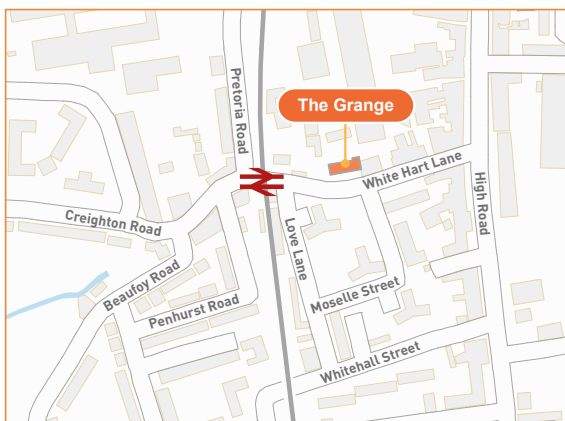 Pretoria Road
The Grange
White Hart Lane
High Road
Creighton Road
Love Lane
Beaufoy Road
Moselle Street
Penhurst Road
Whitehall Street